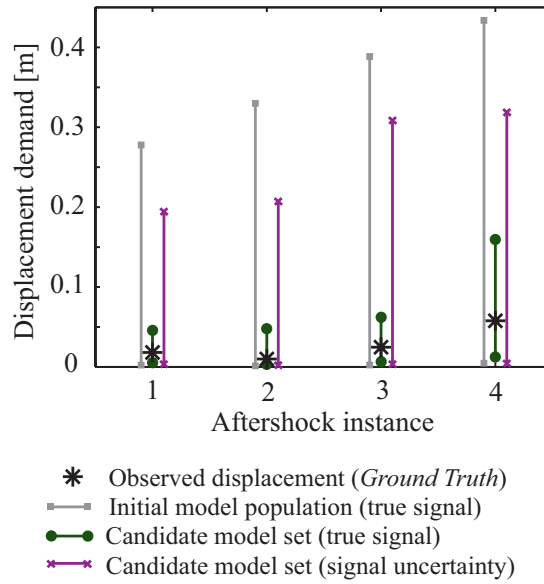 Displacement demand [m]
0.4
0.3
0.2
0.1
0
1 2 3 4
Aftershock instance
Observed displacement (Ground Truth)
Initial model population (true signal)
Candidate model set (true signal)
Candidate model set (signal uncertainty)